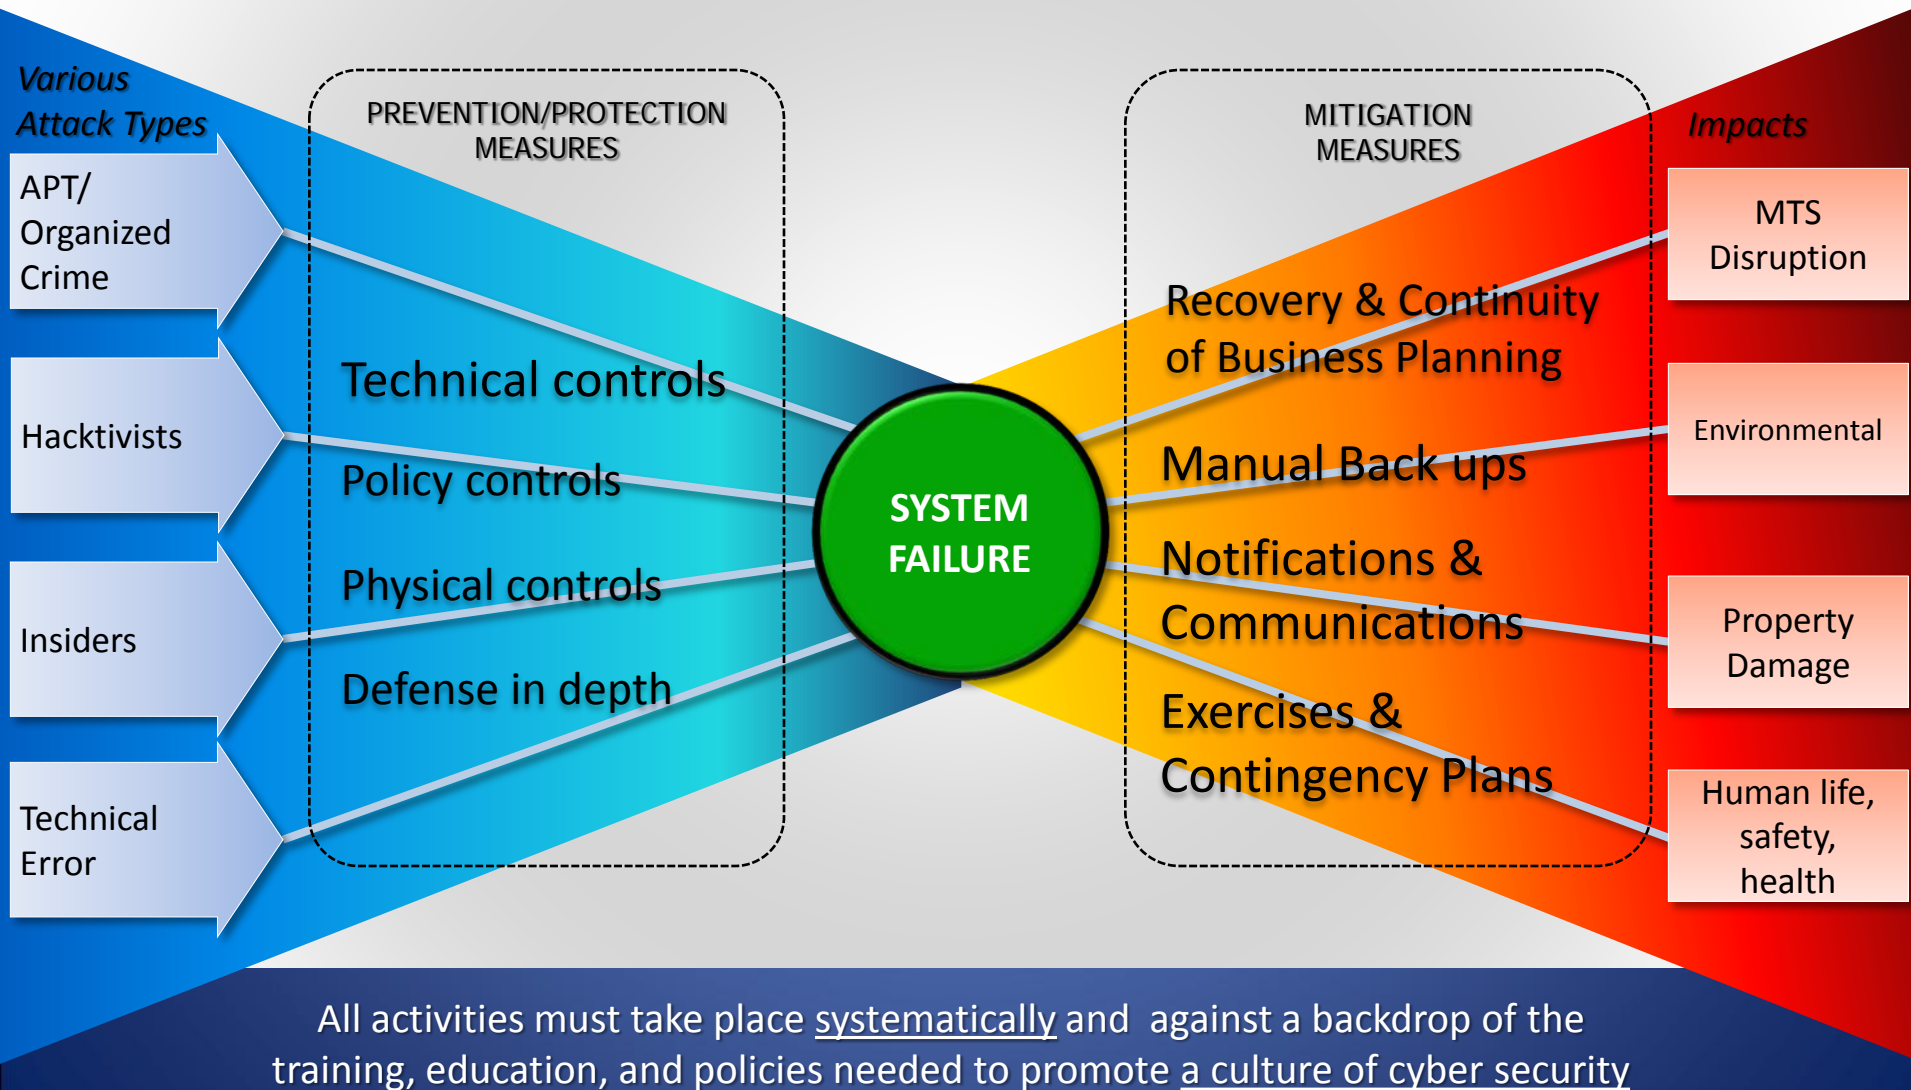 Various
Attack Types
APT/
Organized
Crime
Hacktivists
Insiders
Technical
Error
PREVENTION/PROTECTION
MEASURES
Technical controls
Policy controls
Physical controls
Defense in depth
SYSTEM
FAILURE
MITIGATION
MEASURES
Recovery & Continuity
of Business Planning
Manual Back ups
Notifications &
Communications
Exercises &
Contingency Plans
Impacts
MTS
Disruption
Environmental
Property
Damage
Human life,
safety,
health
All activities must take place systematically and against a backdrop of the
training, education, and policies needed to promote a culture of cyber security